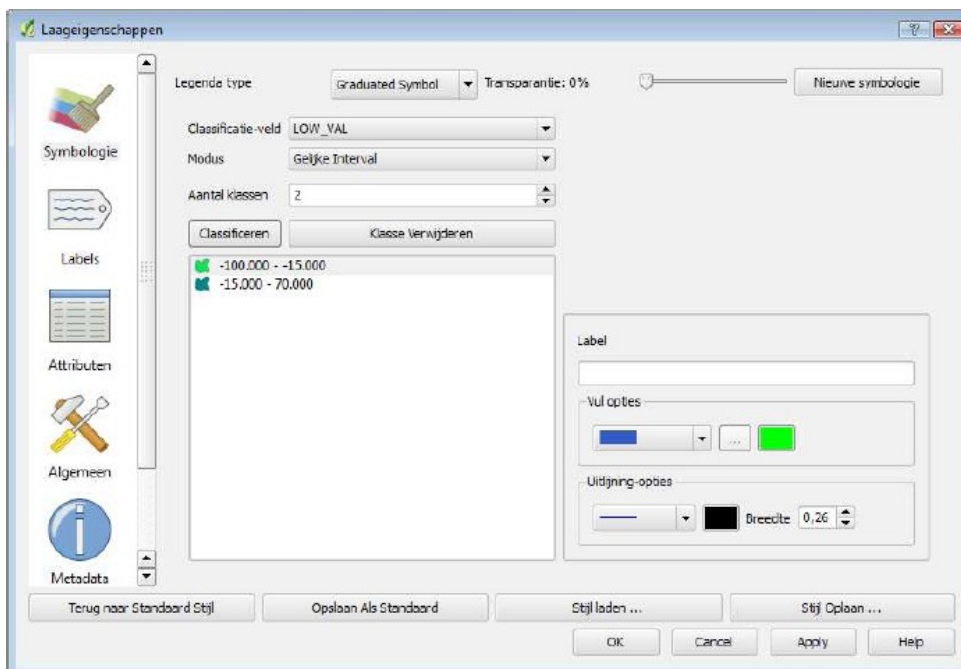 Laageigenschappen
Symbologie
Labels
Attributen
Algemeen
Metadata
Legenda type Graduated Symbol Transparantie: 0% Nieuwe symbologie
Classificatie-veld LOW_VAL
Modus Gelijke Interval
Aantal klassen 2
Classificeren Klasse Verwijderen
-100.000 - -15.000
-15.000 - 70.000
Label
Vul opties
...
Uitlijning-opties
Breedte 0,26
Terug naar Standaard Stijl Opslaan Als Standaard Stijl laden ... Stijl Oplaan ...
OK Cancel Apply Help